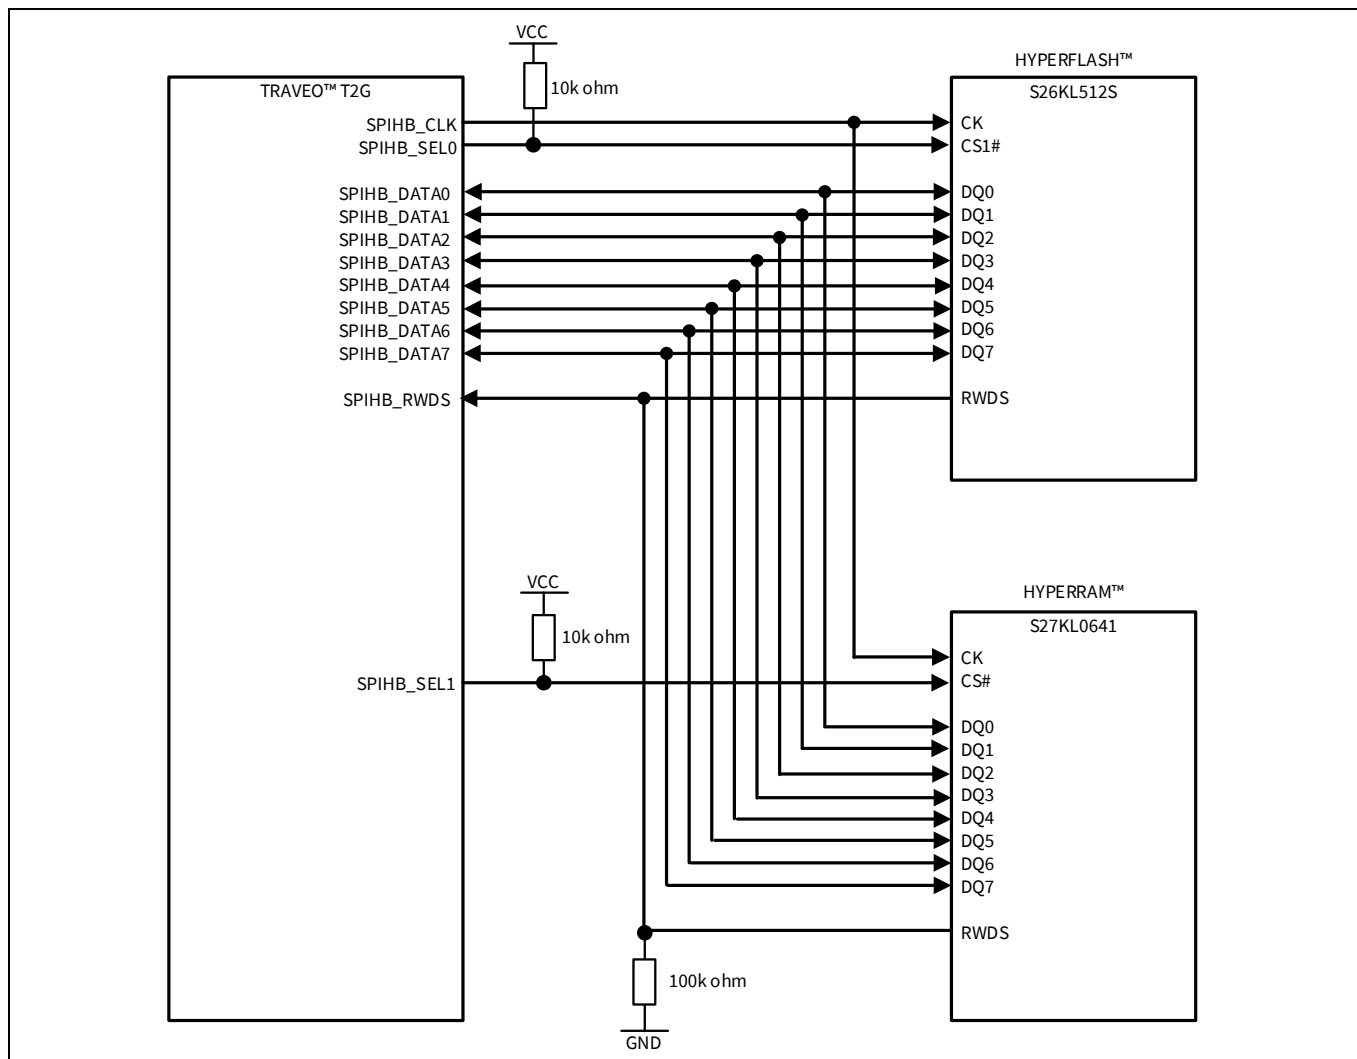 VCC
10k ohm
TRAVEO™ T2G
SPIHB_CLK
SPIHB_SEL0
SPIHB_DATA0
SPIHB_DATA1
SPIHB_DATA2
SPIHB_DATA3
SPIHB_DATA4
SPIHB_DATA5
SPIHB_DATA6
SPIHB_DATA7
SPIHB_RWDS
SPIHB_SEL1
HYPERFLASH™
S26KL512S
CK
CS1#
DQ0
DQ1
DQ2
DQ3
DQ4
DQ5
DQ6
DQ7
RWDS
VCC
10k ohm
HYPERRAM™
S27KL0641
CK
CS#
DQ0
DQ1
DQ2
DQ3
DQ4
DQ5
DQ6
DQ7
RWDS
100k ohm
GND